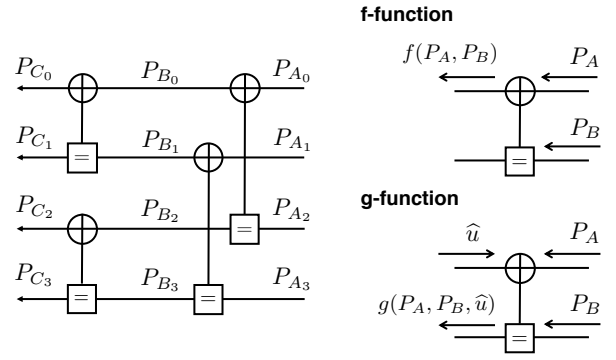 P_{C_0} P_{B_0} P_{A_0}
P_{C_1} P_{B_1} P_{A_1}
=
P_{C_2} P_{B_2} P_{A_2}
=
P_{C_3} P_{B_3} P_{A_3}
= =
f-function
f(P_A, P_B) P_A
P_B
=
g-function
û P_A
g(P_A, P_B, û) P_B
=